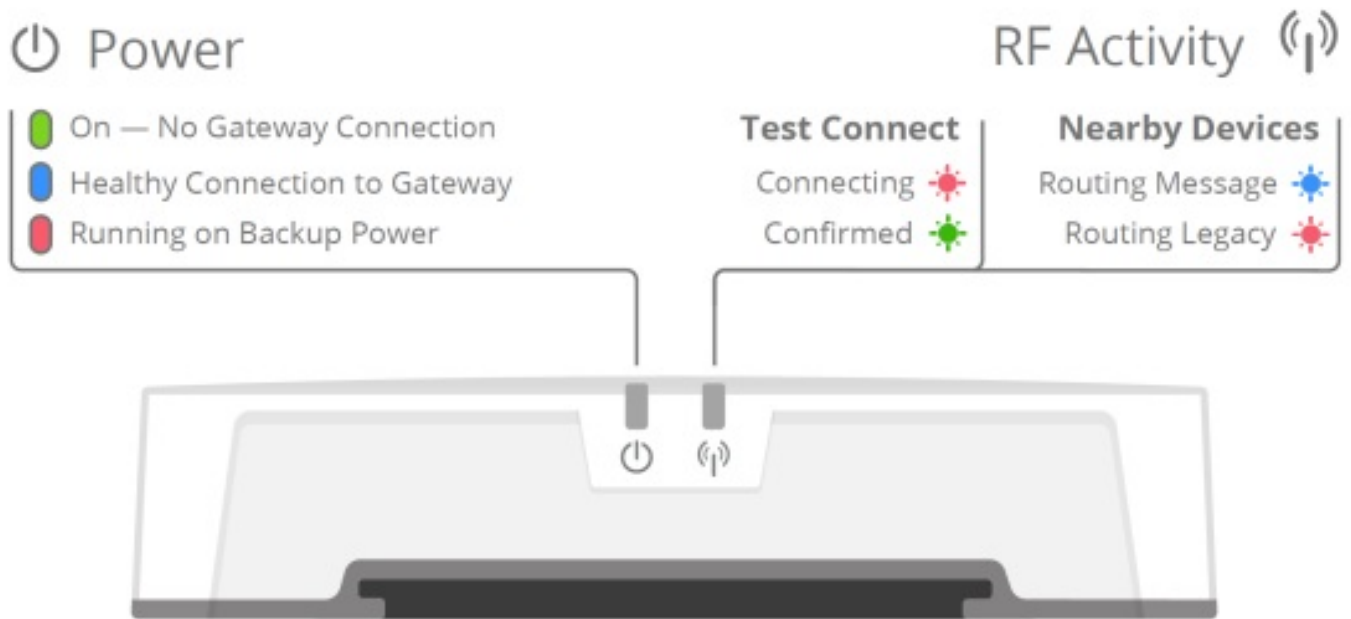 Power
On — No Gateway Connection
Healthy Connection to Gateway
Running on Backup Power
RF Activity
Test Connect
Connecting
Confirmed
Nearby Devices
Routing Message
Routing Legacy